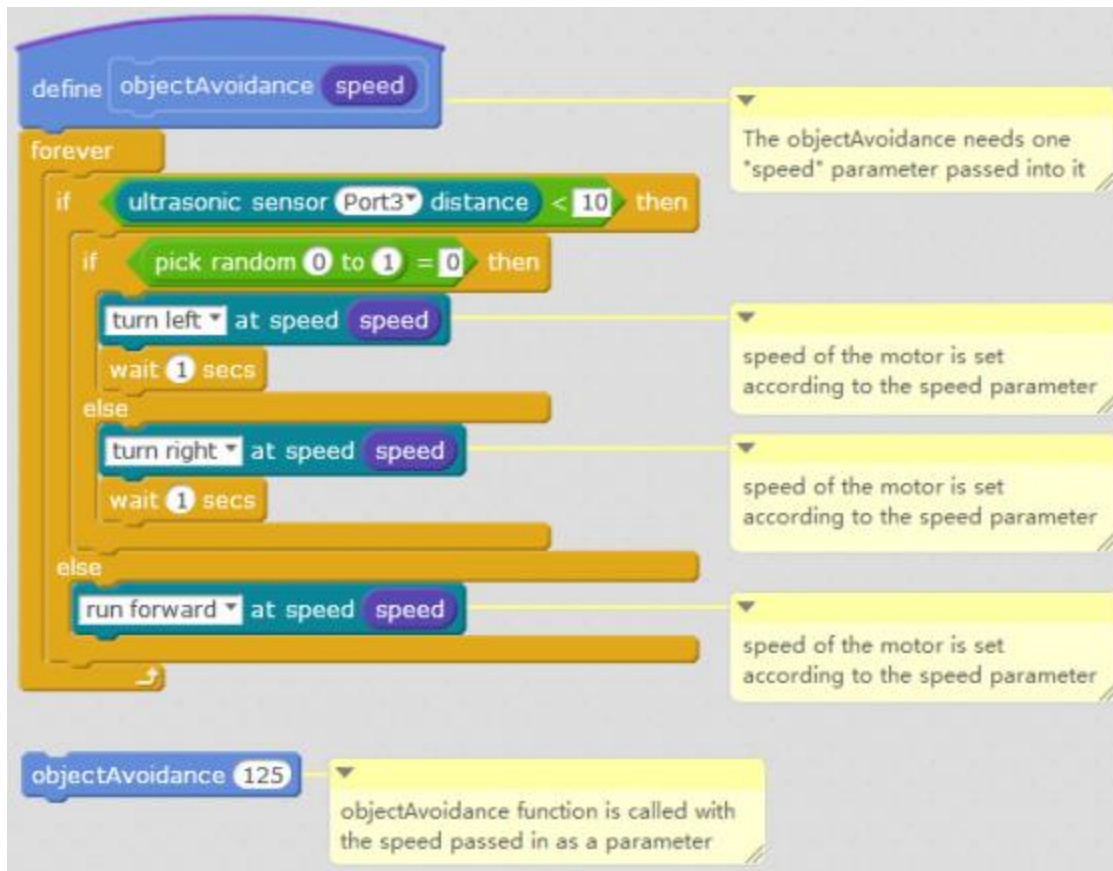 define objectAvoidance speed
The objectAvoidance needs one
"speed" parameter passed into it
forever
if ultrasonic sensor Port3 distance < 10 then
if pick random 0 to 1 = 0 then
turn left at speed speed
speed of the motor is set
according to the speed parameter
wait 1 secs
else
turn right at speed speed
speed of the motor is set
according to the speed parameter
wait 1 secs
else
run forward at speed speed
speed of the motor is set
according to the speed parameter
objectAvoidance 125
objectAvoidance function is called with
the speed passed in as a parameter